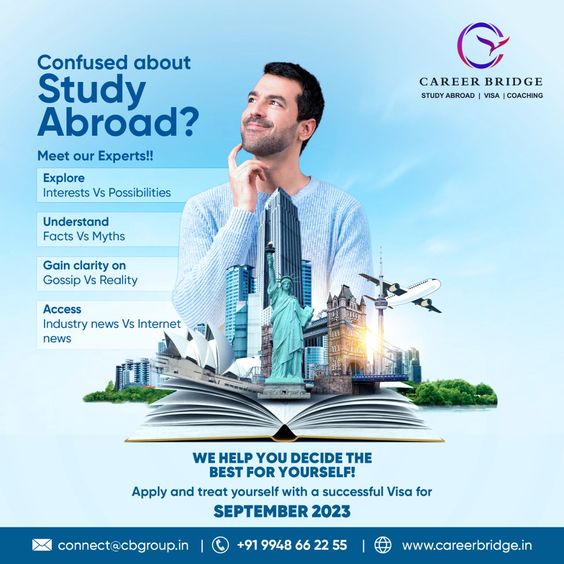 Confused about
Study
Abroad?
CAREER BRIDGE
STUDY ABROAD | VISA | COACHING
Meet our Experts!!
Explore
Interests Vs Possibilities
Understand
Facts Vs Myths
Gain clarity on
Gossip Vs Reality
Access
Industry news Vs Internet
news
WE HELP YOU DECIDE THE
BEST FOR YOURSELF!
Apply and treat yourself with a successful Visa for
SEPTEMBER 2023
connect@cbgroup.in | +91 9948 66 22 55 | www.careerbridge.in